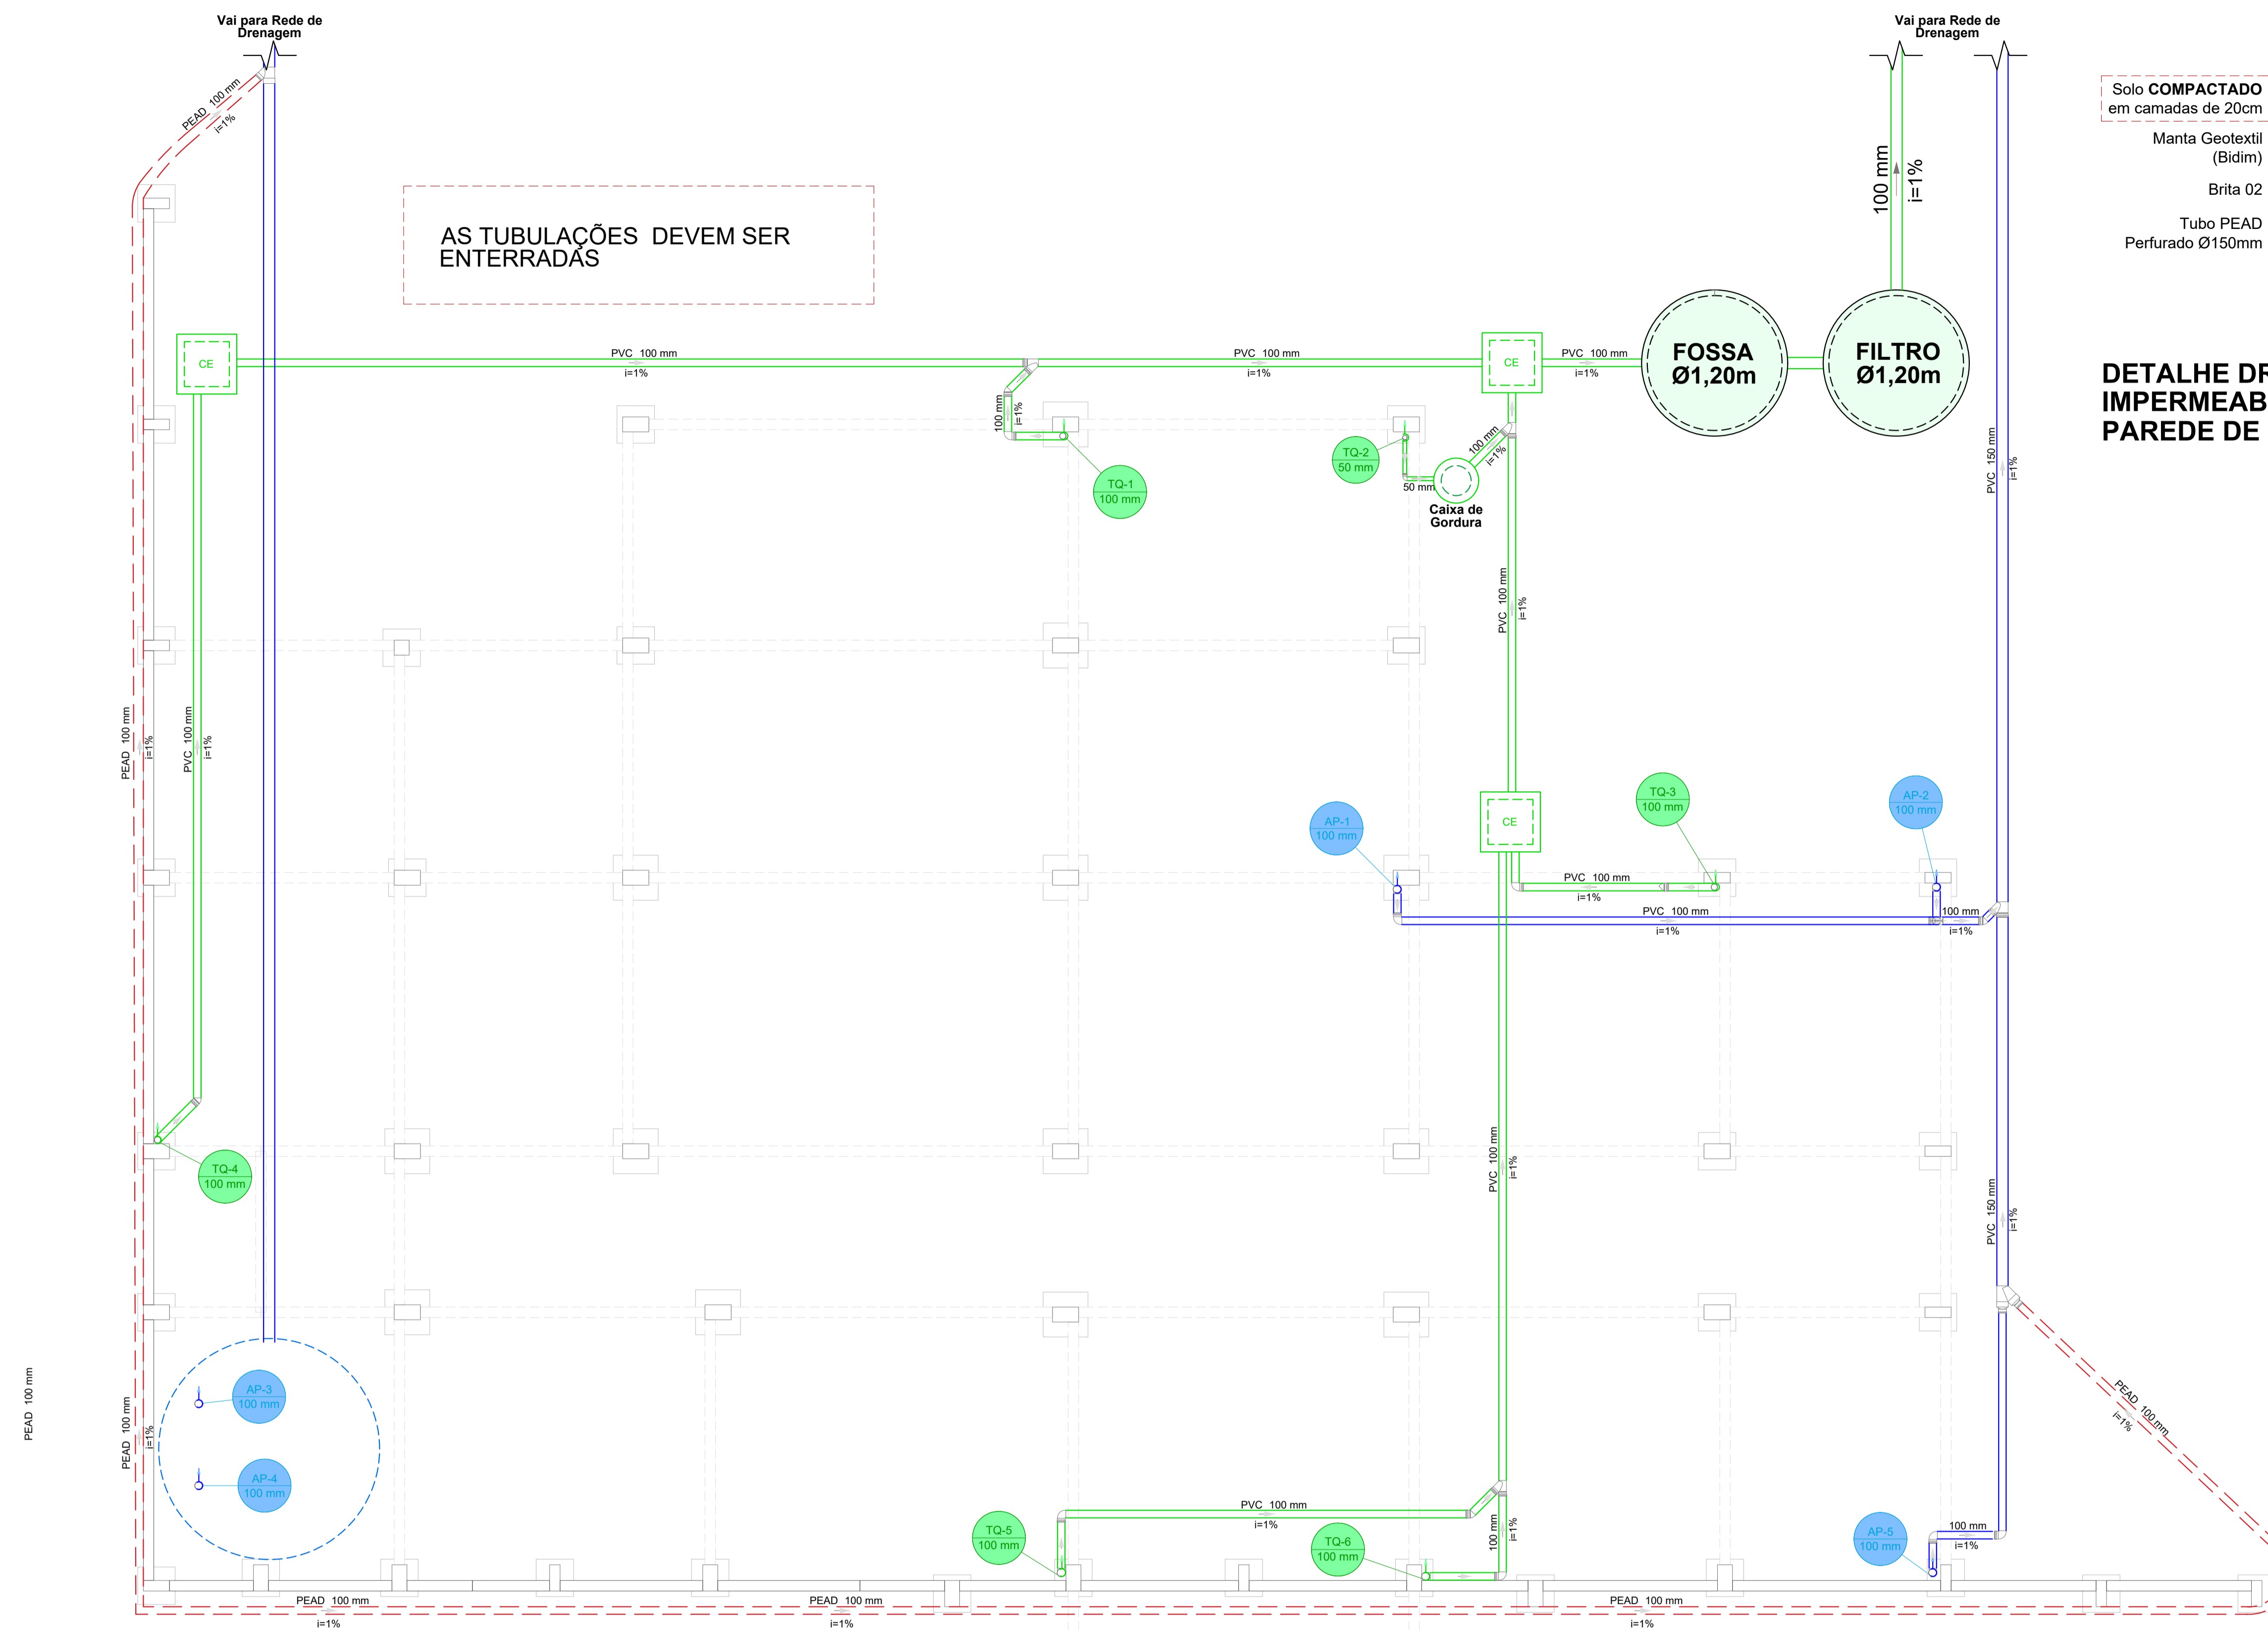 Vai para Rede de
Drenagem
Vai para Rede de
Drenagem
PEAD 100 mm
i=1%
Solo COMPACTADO
em camadas de 20cm
Manta Geotextil
(Bidim)
Brita 02
Tubo PEAD
Perfurado Ø150mm
100 mm
i=1%
AS TUBULAÇÕES DEVEM SER
ENTERRADAS
CE
PVC 100 mm
i=1%
PVC 100 mm
i=1%
CE
PVC 100 mm
i=1%
FOSSA
Ø1,20m
FILTRO
Ø1,20m
DETALHE DR
IMPERMEAB
PAREDE DE
100 mm
i=1%
TQ-1
100 mm
TQ-2
50 mm
50 mm
100 mm
i=1%
Caixa de
Gordura
PVC 150 mm
i=1%
PVC 100 mm
i=1%
PEAD 100 mm
i=1%
PVC 100 mm
i=1%
AP-1
100 mm
CE
TQ-3
100 mm
AP-2
100 mm
PVC 100 mm
i=1%
PVC 100 mm
i=1%
100 mm
i=1%
TQ-4
100 mm
PVC 100 mm
i=1%
PVC 150 mm
i=1%
PEAD 100 mm
PEAD 100 mm
i=1%
AP-3
100 mm
AP-4
100 mm
PEAD 100 mm
i=1%
PVC 100 mm
i=1%
TQ-5
100 mm
TQ-6
100 mm
100 mm
i=1%
AP-5
100 mm
100 mm
i=1%
PEAD 100 mm
i=1%
PEAD 100 mm
i=1%
PEAD 100 mm
i=1%